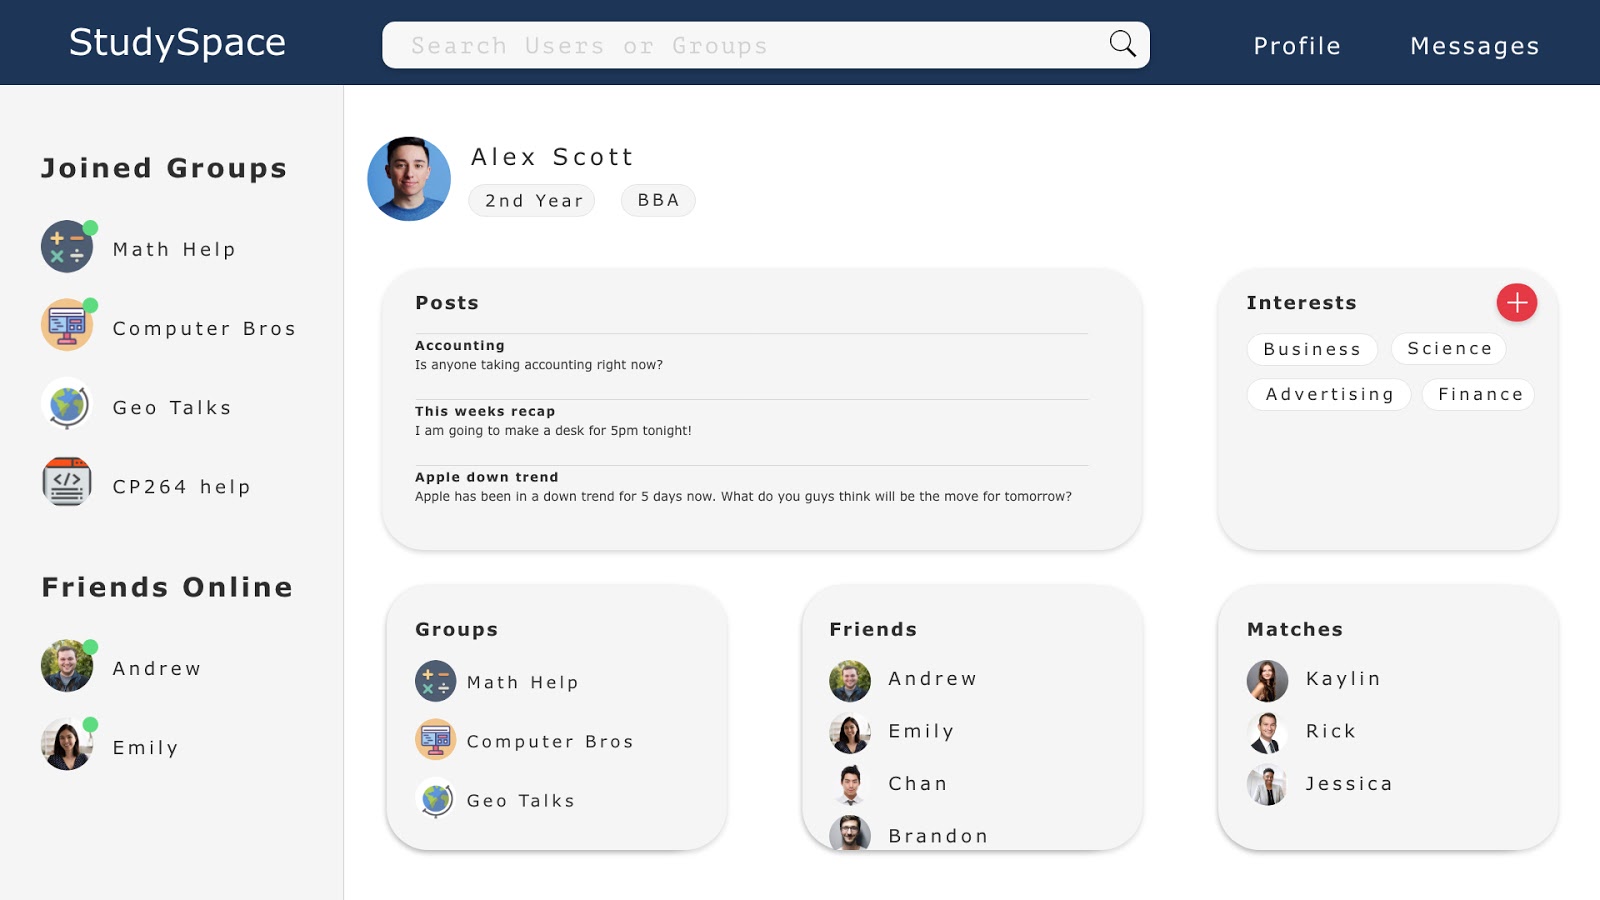 StudySpace
Search Users or Groups
Profile
Messages
Joined Groups
Math Help
Computer Bros
Geo Talks
CP264 help
Friends Online
Andrew
Emily
Alex Scott
2nd Year
BBA
Posts
Accounting
Is anyone taking accounting right now?
This weeks recap
I am going to make a desk for 5pm tonight!
Apple down trend
Apple has been in a down trend for 5 days now. What do you guys think will be the move for tomorrow?
Interests
Business
Science
Advertising
Finance
Groups
Math Help
Computer Bros
Geo Talks
Friends
Andrew
Emily
Chan
Brandon
Matches
Kaylin
Rick
Jessica